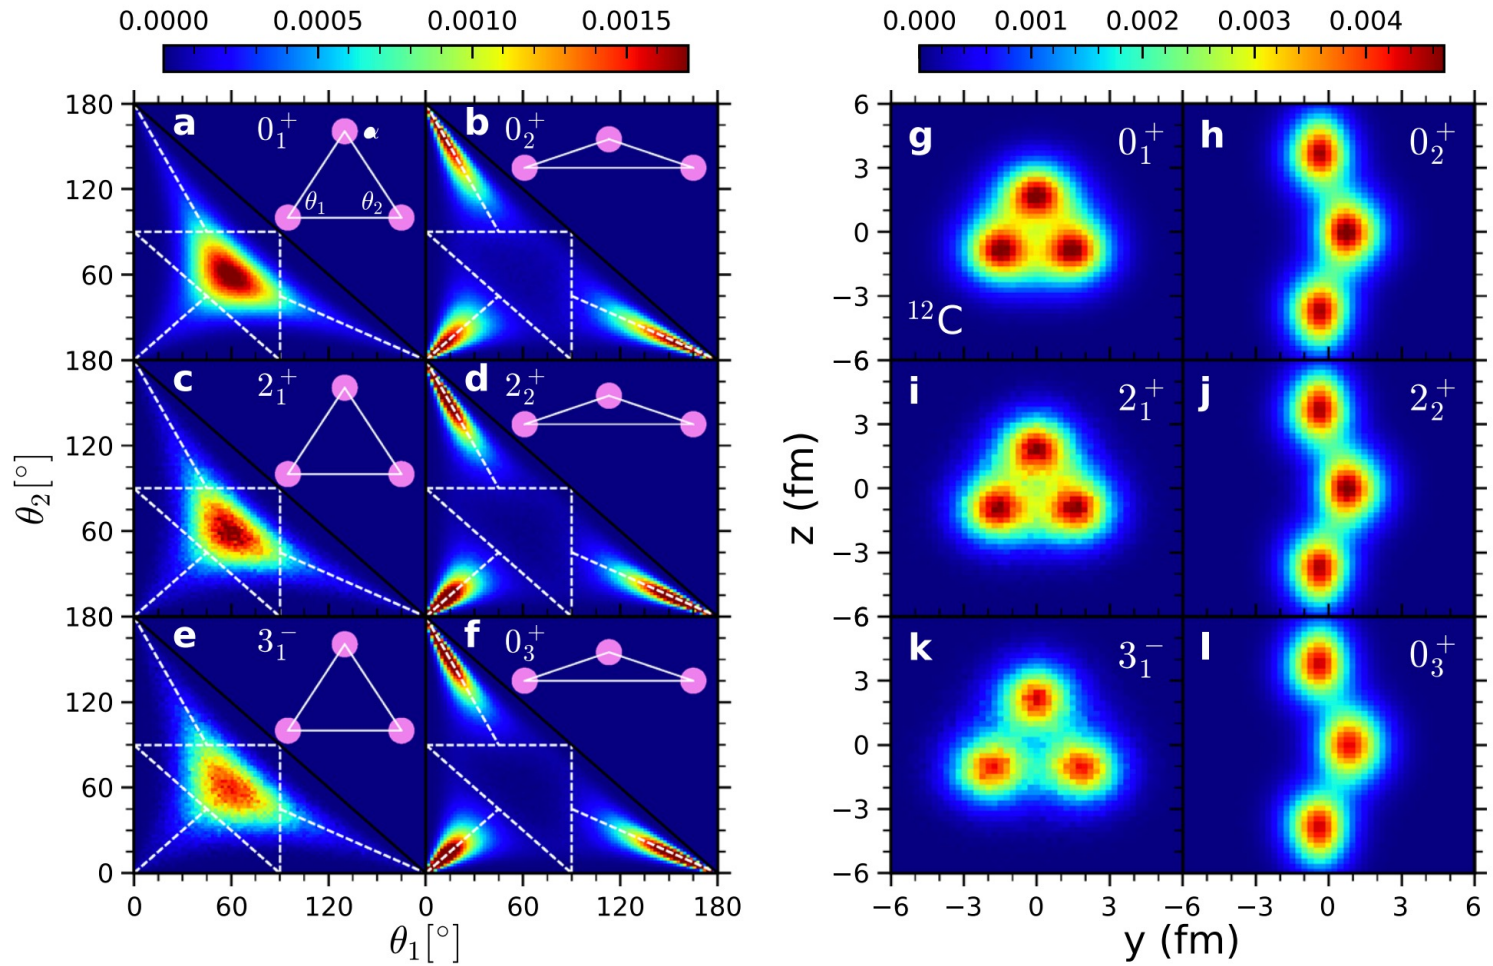 0.0000 0.0005 0.0010 0.0015
0.000 0.001 0.002 0.003 0.004
180 a 0₁⁺ α b 0₂⁺
θ₁ θ₂
120
60
180 c 2₁⁺ d 2₂⁺
120
60
180 e 3₁⁻ f 0₃⁺
120
60
0
0 60 120 0 60 120 180
θ₂[°]
θ₁[°]
6 g 0₁⁺ h 0₂⁺
3
0
−3 ¹²C
−6 i 2₁⁺ j 2₂⁺
3
0
−3
−6 k 3₁⁻ l 0₃⁺
3
0
−3
−6
−6 −3 0 3 −6 −3 0 3 6
z (fm)
y (fm)